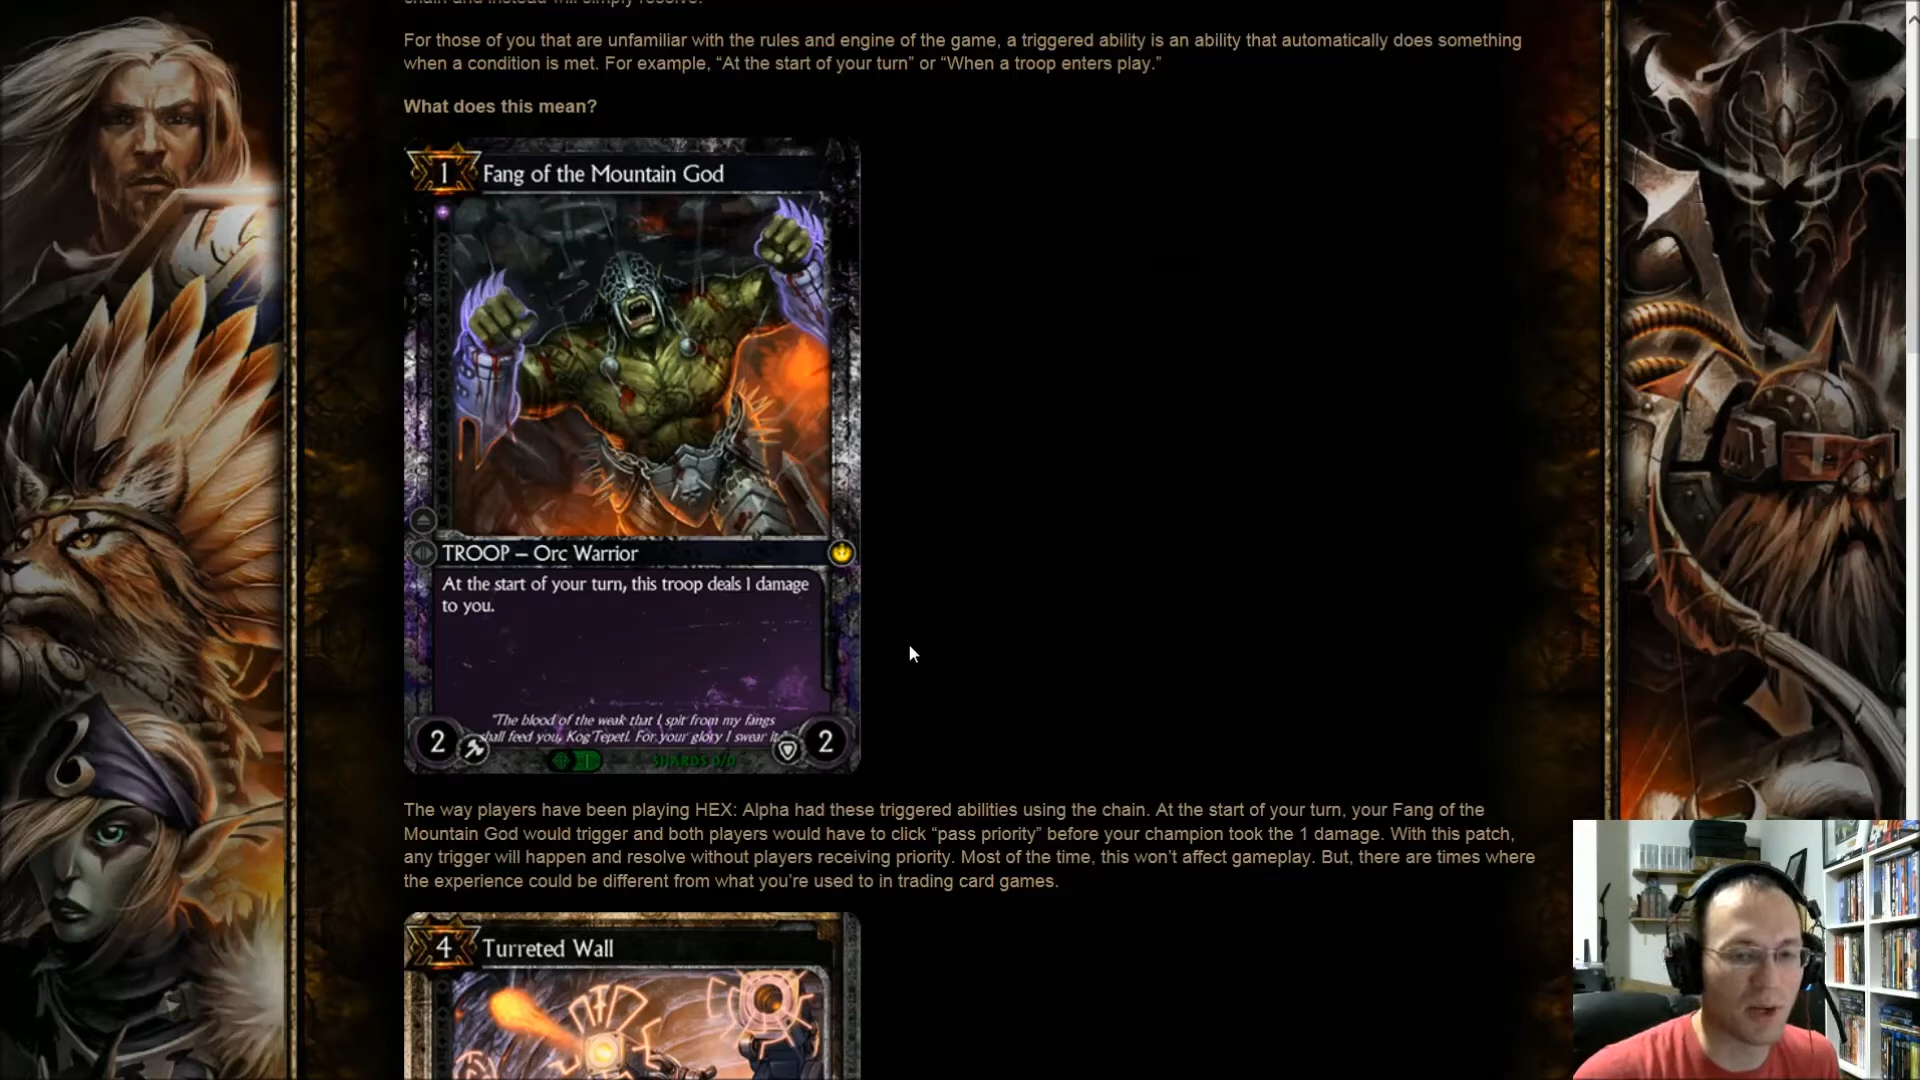 chain and instead will simply resolve.
For those of you that are unfamiliar with the rules and engine of the game, a triggered ability is an ability that automatically does something
when a condition is met. For example, “At the start of your turn” or “When a troop enters play.”
What does this mean?
1 Fang of the Mountain God
TROOP – Orc Warrior
At the start of your turn, this troop deals 1 damage
to you.
"The blood of the weak that I spit from my fangs
shall feed you, Kog'Tepetl. For your glory I swear it."
2 2
SHARDS 0/0
The way players have been playing HEX: Alpha had these triggered abilities using the chain. At the start of your turn, your Fang of the
Mountain God would trigger and both players would have to click “pass priority” before your champion took the 1 damage. With this patch,
any trigger will happen and resolve without players receiving priority. Most of the time, this won’t affect gameplay. But, there are times where
the experience could be different from what you’re used to in trading card games.
4 Turreted Wall